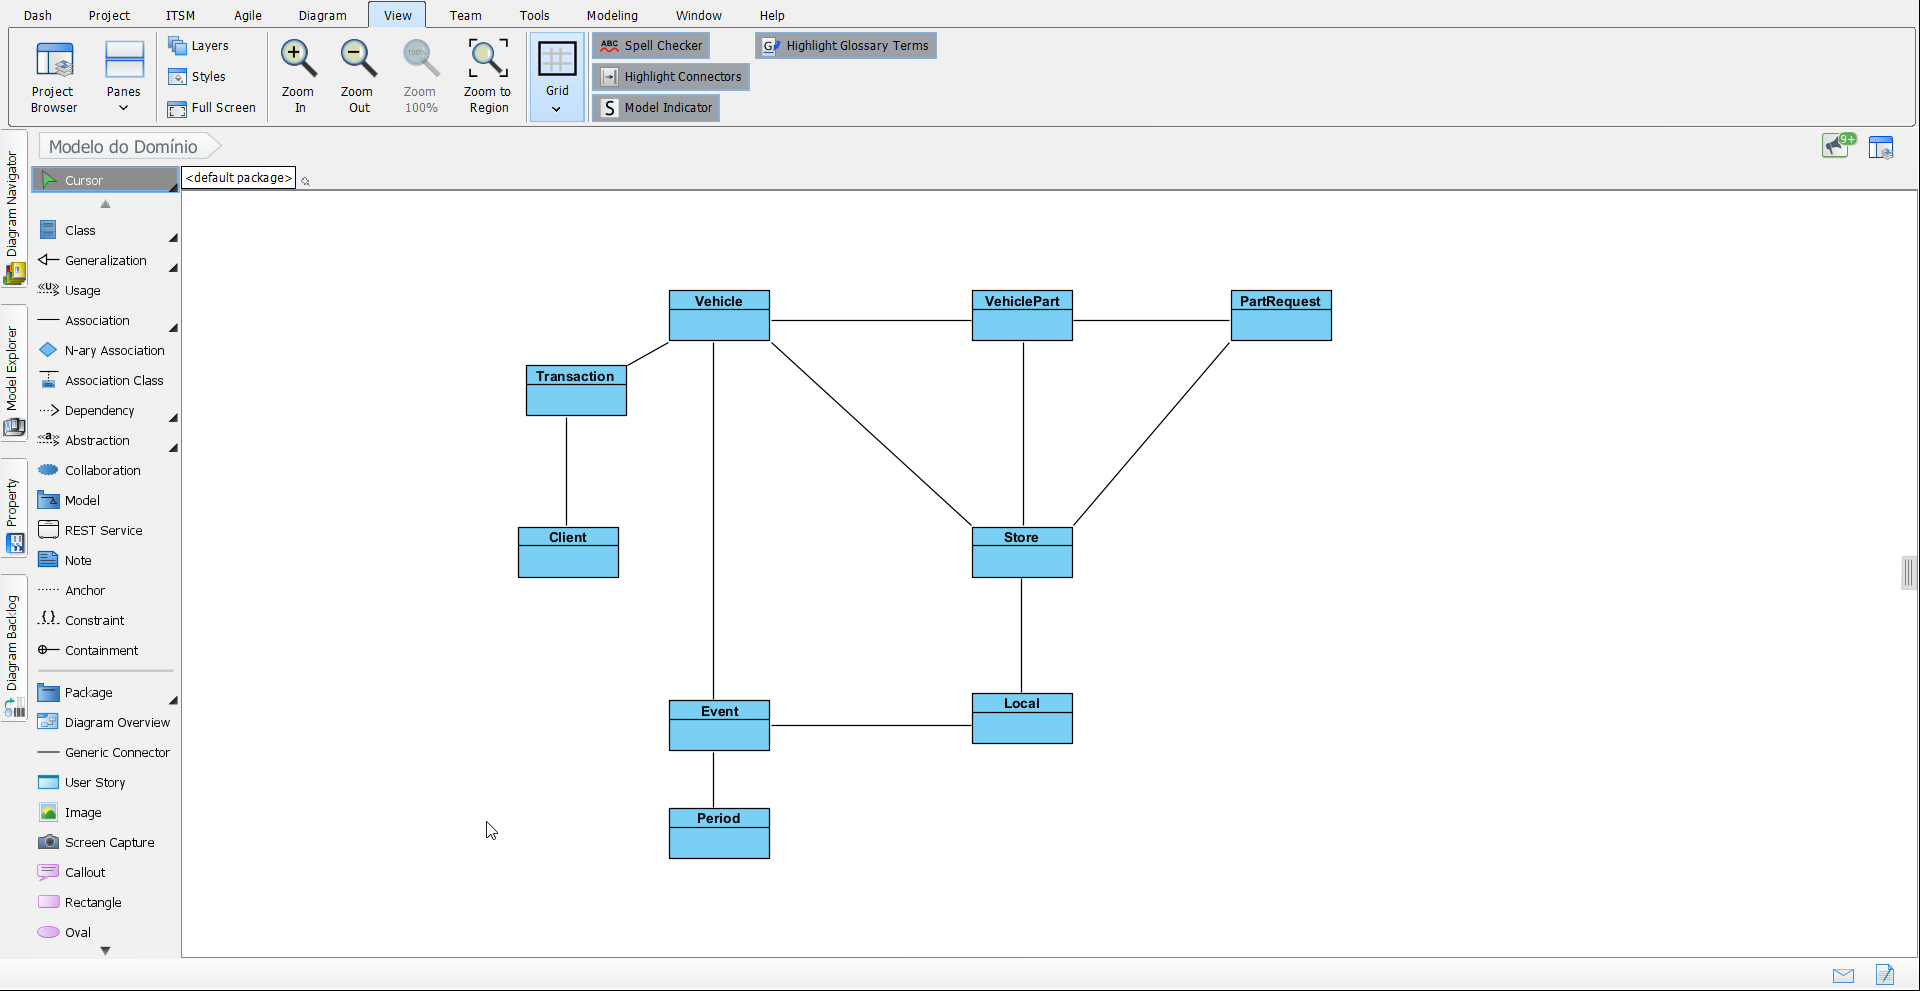 Dash Project ITSM Agile Diagram View Team Tools Modeling Window Help
Project Browser
Panes
Layers
Styles
Full Screen
Zoom In
Zoom Out
100%
Zoom 100%
Zoom to Region
Grid
ABC Spell Checker
Highlight Connectors
S Model Indicator
G Highlight Glossary Terms
Modelo do Domínio
9+
Diagram Navigator
Model Explorer
Property
Diagram Backlog
Cursor
<default package>
Class
Generalization
«U» Usage
Association
N-ary Association
Association Class
Dependency
«a» Abstraction
Collaboration
Model
REST Service
Note
Anchor
{} Constraint
Containment
Package
Diagram Overview
Generic Connector
User Story
Image
Screen Capture
Callout
Rectangle
Oval
Vehicle
VehiclePart
PartRequest
Transaction
Client
Store
Event
Local
Period